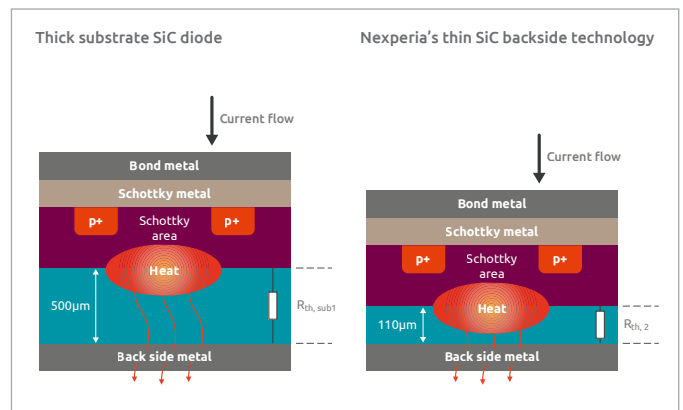 Thick substrate SiC diode
Current flow
Bond metal
Schottky metal
p+
Schottky
area
p+
Heat
500μm
Rth, sub1
Back side metal
Nexperia's thin SiC backside technology
Current flow
Bond metal
Schottky metal
p+
Schottky
area
p+
Heat
110μm
Rth, 2
Back side metal